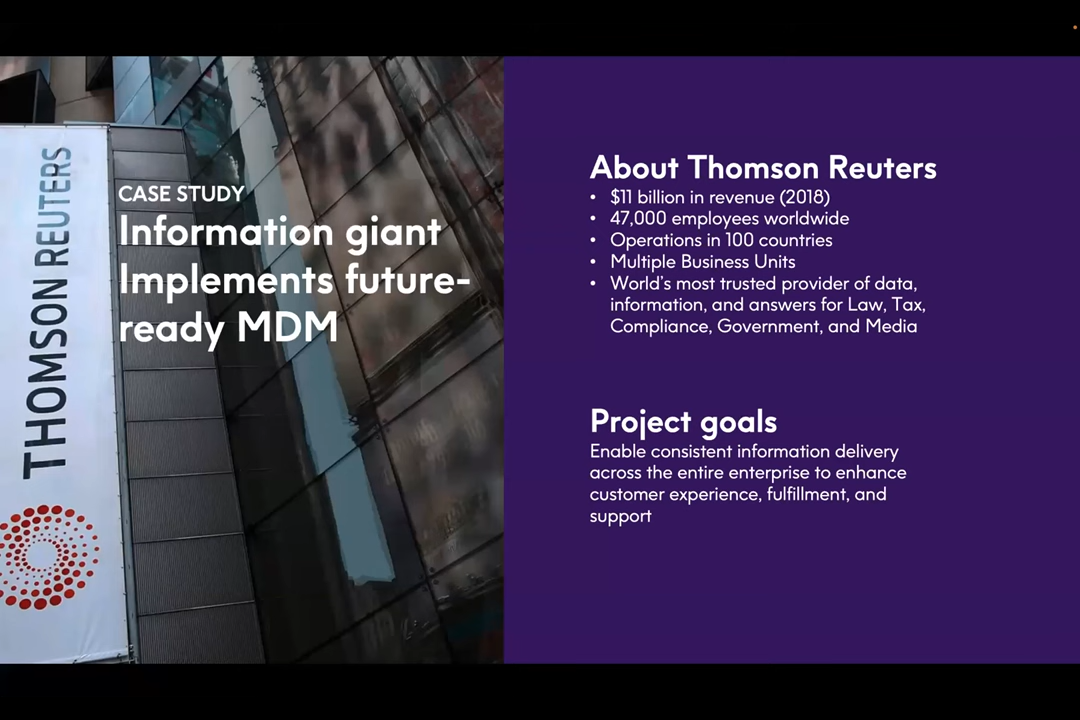 THOMSON REUTERS
CASE STUDY
Information giant
Implements future-
ready MDM
About Thomson Reuters
• $11 billion in revenue (2018)
• 47,000 employees worldwide
• Operations in 100 countries
• Multiple Business Units
• World's most trusted provider of data,
information, and answers for Law, Tax,
Compliance, Government, and Media
Project goals
Enable consistent information delivery
across the entire enterprise to enhance
customer experience, fulfillment, and
support